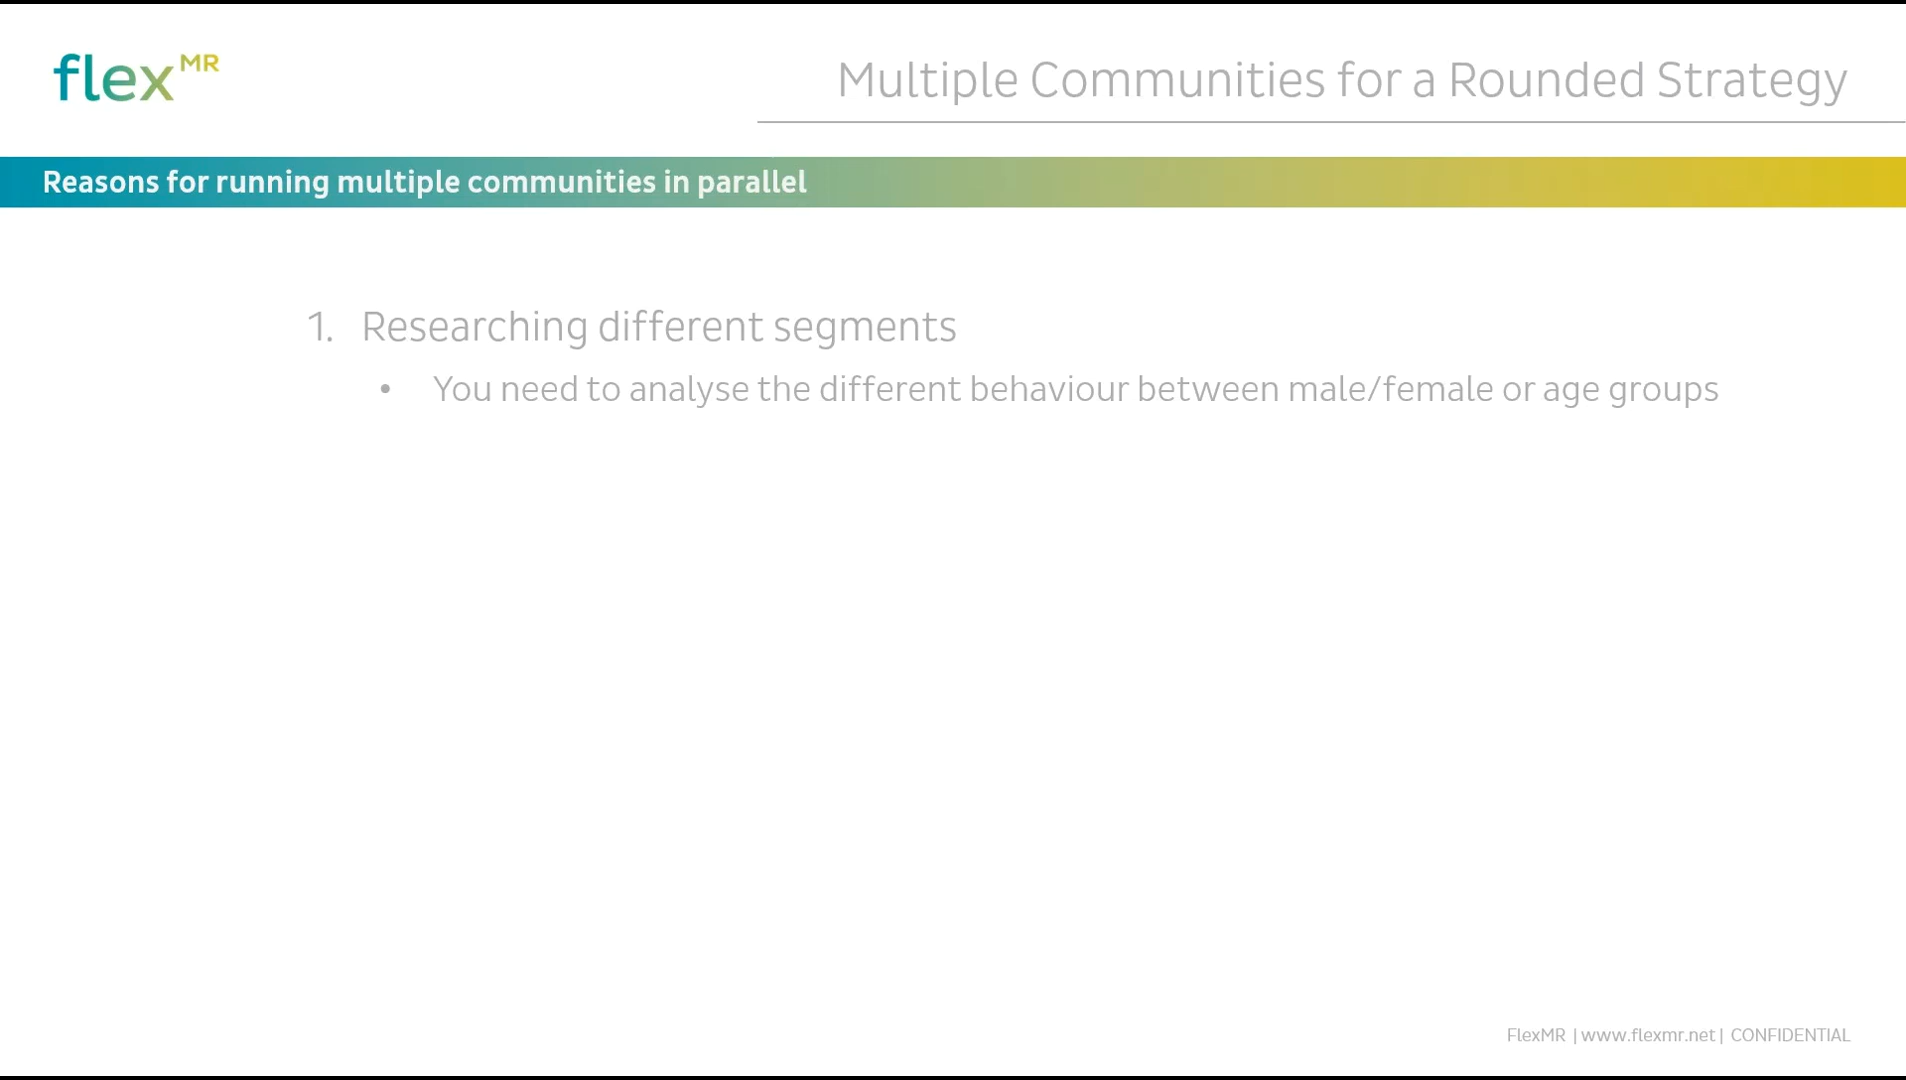 flex MR
Multiple Communities for a Rounded Strategy
Reasons for running multiple communities in parallel
1. Researching different segments
• You need to analyse the different behaviour between male/female or age groups
FlexMR | www.flexmr.net | CONFIDENTIAL